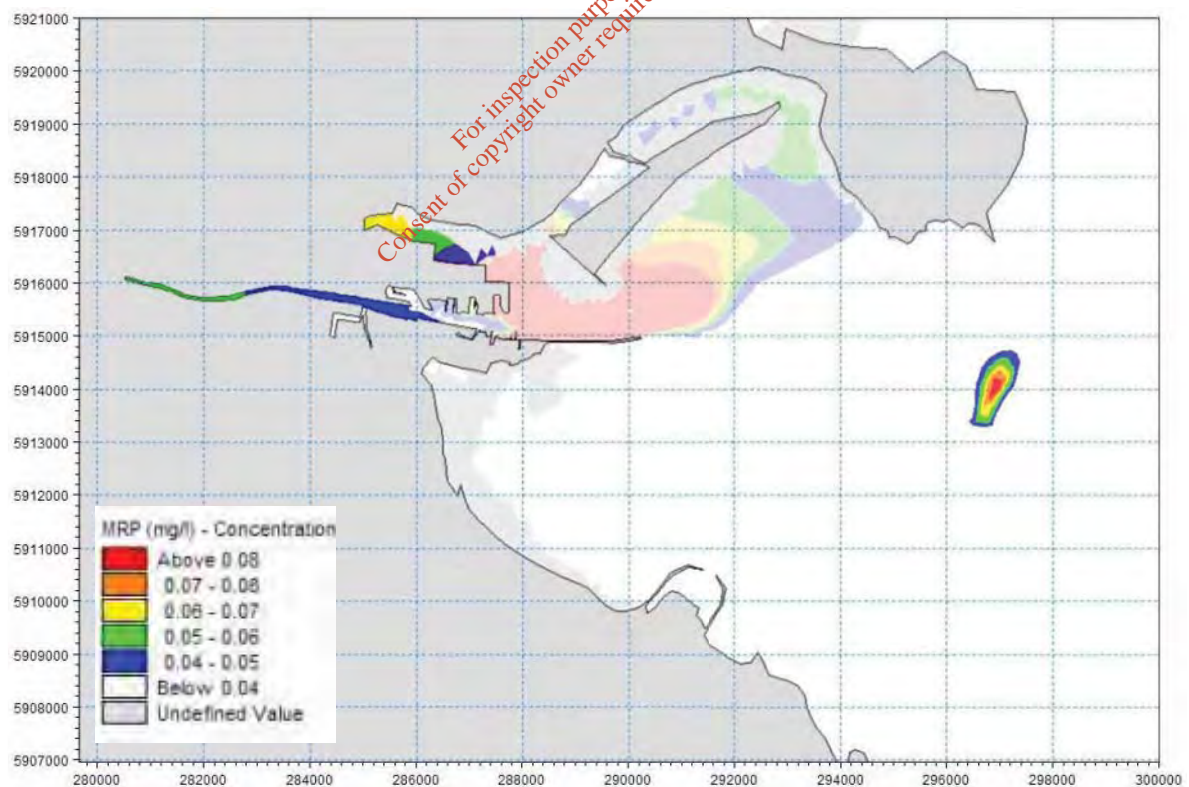 For inspection purpo
Consent of copyright owner require
5921000
5920000
5919000
5918000
5917000
5916000
5915000
5914000
5913000
5912000
5911000
5910000
5909000
5908000
5907000
MRP (mg/l) - Concentration
Above 0.08
0.07 - 0.08
0.06 - 0.07
0.05 - 0.06
0.04 - 0.05
Below 0.04
Undefined Value
280000 282000 284000 286000 288000 290000 292000 294000 296000 298000 300000